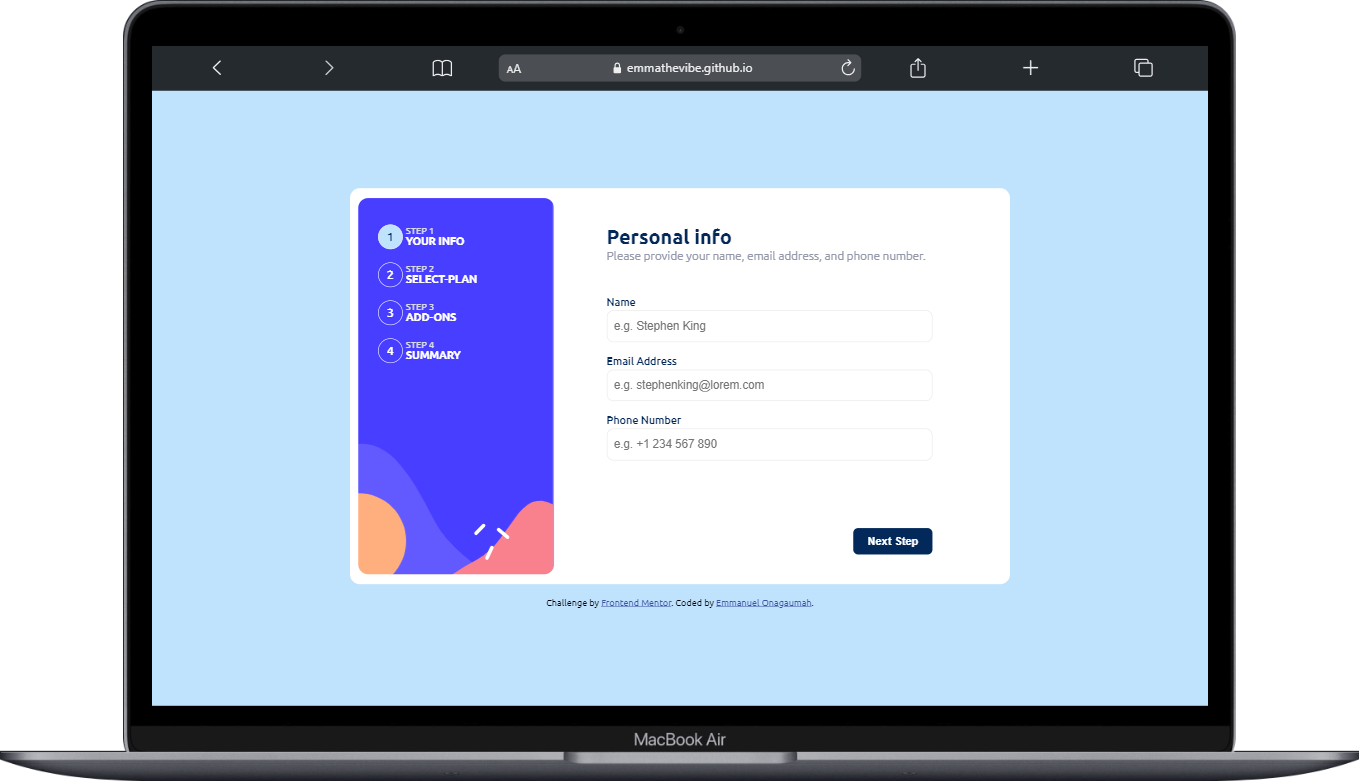 AA emmathevibe.github.io
1 STEP 1
YOUR INFO
2 STEP 2
SELECT-PLAN
3 STEP 3
ADD-ONS
4 STEP 4
SUMMARY
Personal info
Please provide your name, email address, and phone number.
Name
e.g. Stephen King
Email Address
e.g. stephenking@lorem.com
Phone Number
e.g. +1 234 567 890
Next Step
Challenge by Frontend Mentor. Coded by Emmanuel Onagaumah.
MacBook Air